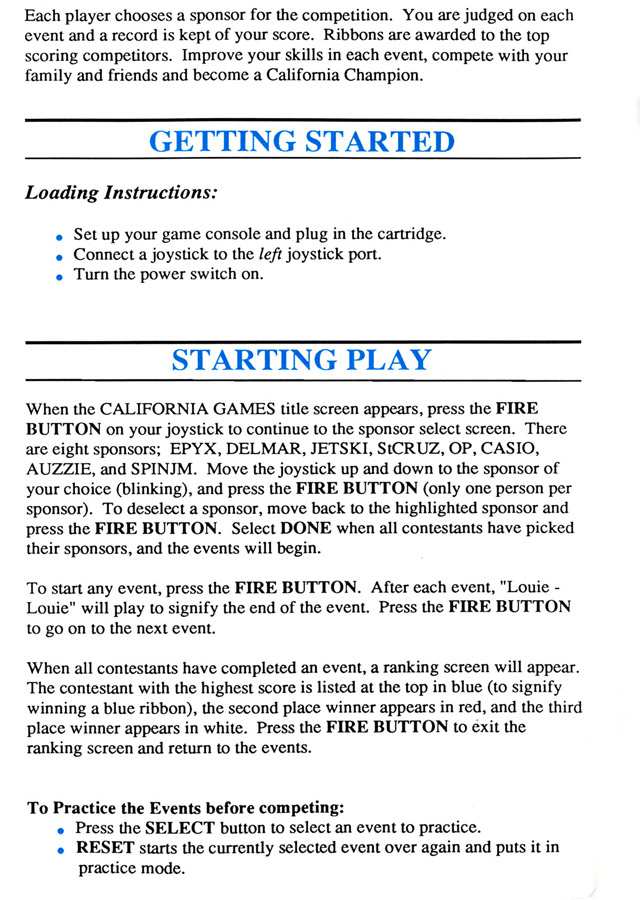 Each player chooses a sponsor for the competition. You are judged on each
event and a record is kept of your score. Ribbons are awarded to the top
scoring competitors. Improve your skills in each event, compete with your
family and friends and become a California Champion.
GETTING STARTED
Loading Instructions:
• Set up your game console and plug in the cartridge.
• Connect a joystick to the left joystick port.
• Turn the power switch on.
STARTING PLAY
When the CALIFORNIA GAMES title screen appears, press the FIRE
BUTTON on your joystick to continue to the sponsor select screen. There
are eight sponsors; EPYX, DELMAR, JETSKI, StCRUZ, OP, CASIO,
AUZZIE, and SPINJM. Move the joystick up and down to the sponsor of
your choice (blinking), and press the FIRE BUTTON (only one person per
sponsor). To deselect a sponsor, move back to the highlighted sponsor and
press the FIRE BUTTON. Select DONE when all contestants have picked
their sponsors, and the events will begin.
To start any event, press the FIRE BUTTON. After each event, "Louie -
Louie" will play to signify the end of the event. Press the FIRE BUTTON
to go on to the next event.
When all contestants have completed an event, a ranking screen will appear.
The contestant with the highest score is listed at the top in blue (to signify
winning a blue ribbon), the second place winner appears in red, and the third
place winner appears in white. Press the FIRE BUTTON to exit the
ranking screen and return to the events.
To Practice the Events before competing:
• Press the SELECT button to select an event to practice.
• RESET starts the currently selected event over again and puts it in
practice mode.